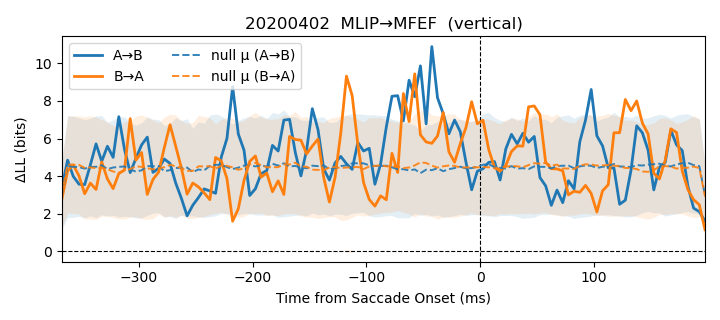 20200402  MLIP→MFEF  (vertical)
ΔLL (bits)
A→B
B→A
null μ (A→B)
null μ (B→A)
10
8
6
4
2
0
−300
−200
−100
0
100
Time from Saccade Onset (ms)